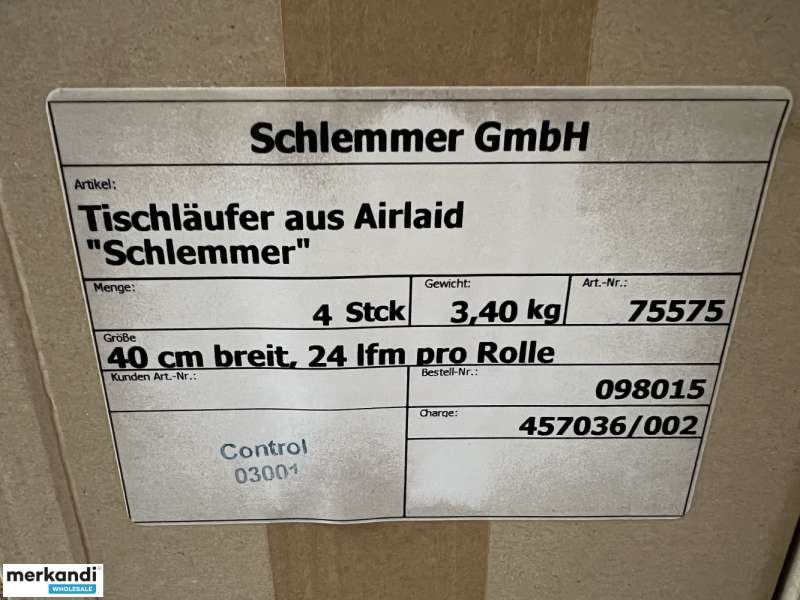 Schlemmer GmbH
Artikel:
Tischläufer aus Airlaid
"Schlemmer"
Menge:
4 Stck
Gewicht:
3,40 kg
Art.-Nr.:
75575
Größe
40 cm breit, 24 lfm pro Rolle
Kunden Art.-Nr.:
Bestell-Nr.:
098015
Charge:
457036/002
Control
03001
merkandi
WHOLESALE